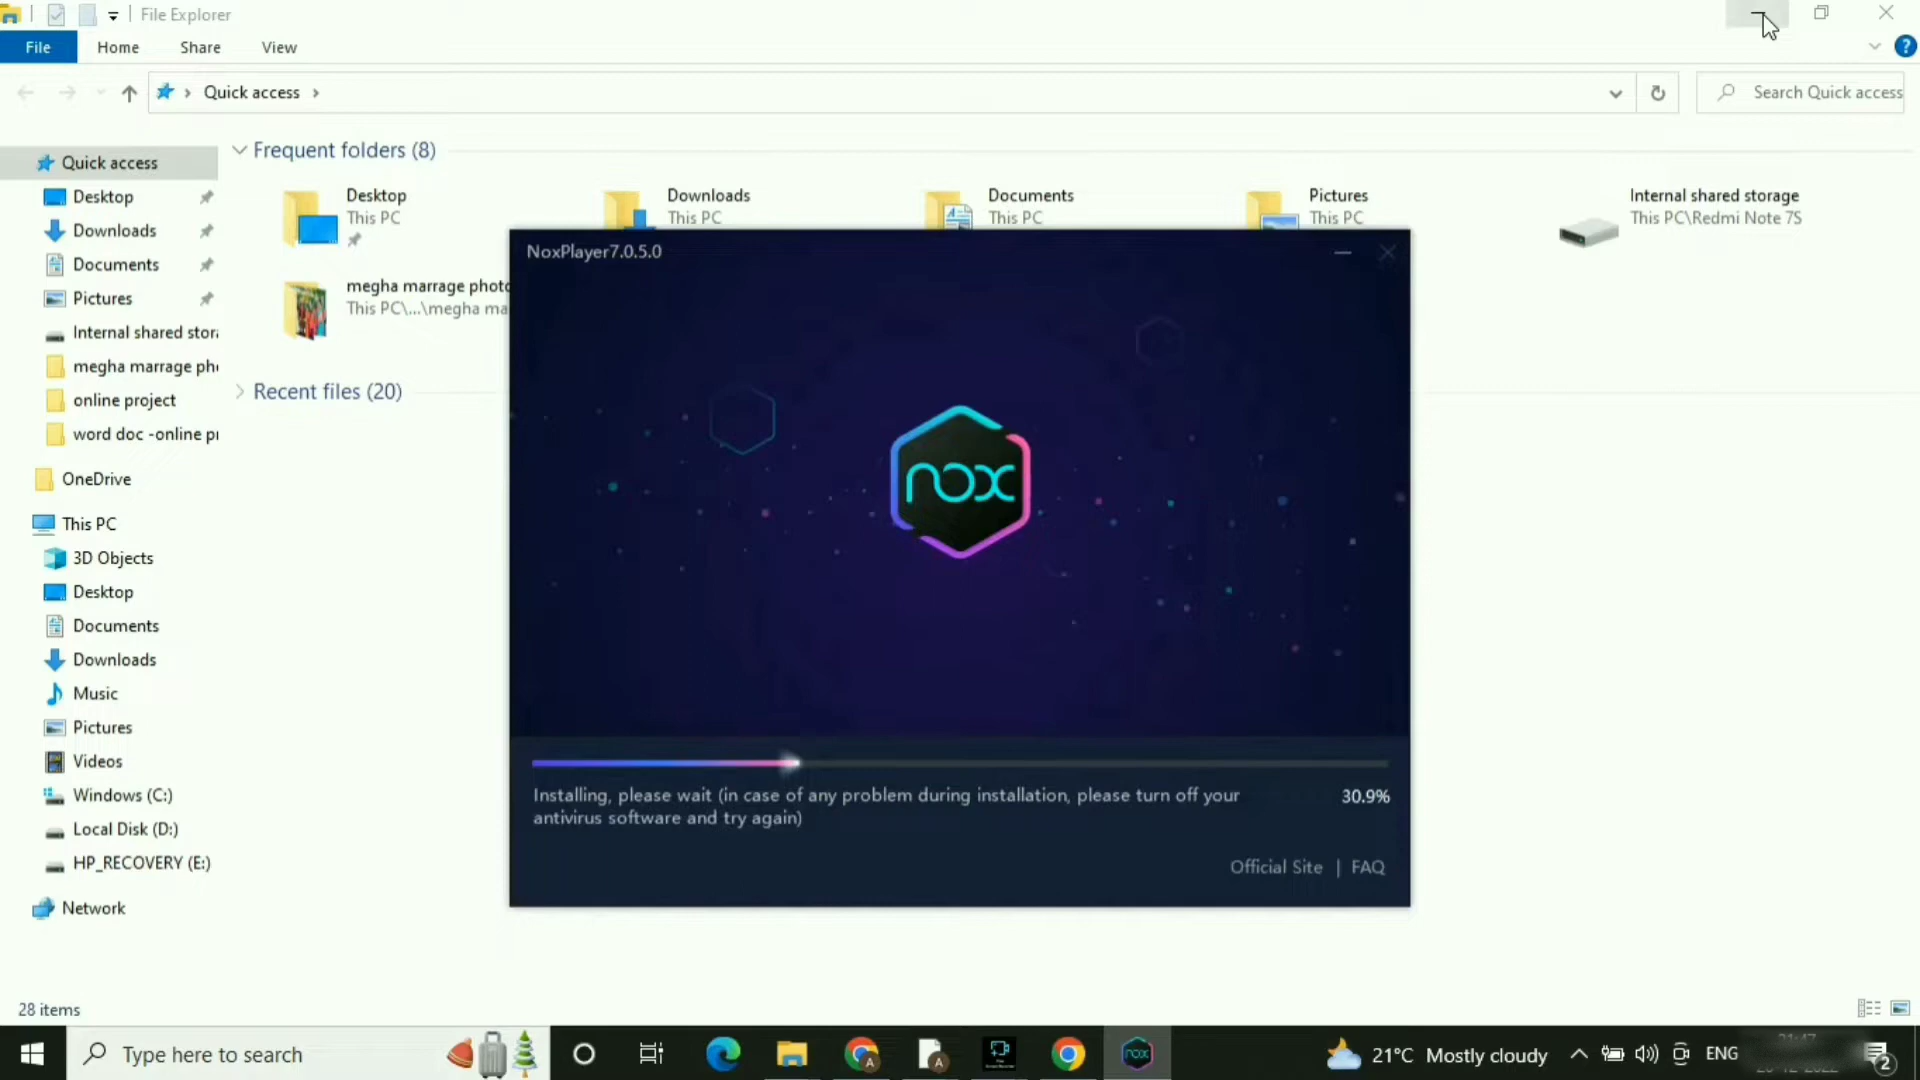 File Explorer
File
Home
Share
View
Quick access
Search Quick access
Quick access
Desktop
Downloads
Documents
Pictures
Internal shared stora
megha marrage pho
online project
word doc -online pr
OneDrive
This PC
3D Objects
Desktop
Documents
Downloads
Music
Pictures
Videos
Windows (C:)
Local Disk (D:)
HP_RECOVERY (E:)
Network
Frequent folders (8)
Desktop
This PC
Downloads
This PC
Documents
This PC
Pictures
This PC
Internal shared storage
This PC\Redmi Note 7S
megha marrage photo
This PC\...\megha ma
Recent files (20)
NoxPlayer7.0.5.0
nox
Installing, please wait (in case of any problem during installation, please turn off your
antivirus software and try again)
30.9%
Official Site | FAQ
28 items
Type here to search
21°C Mostly cloudy
ENG
2